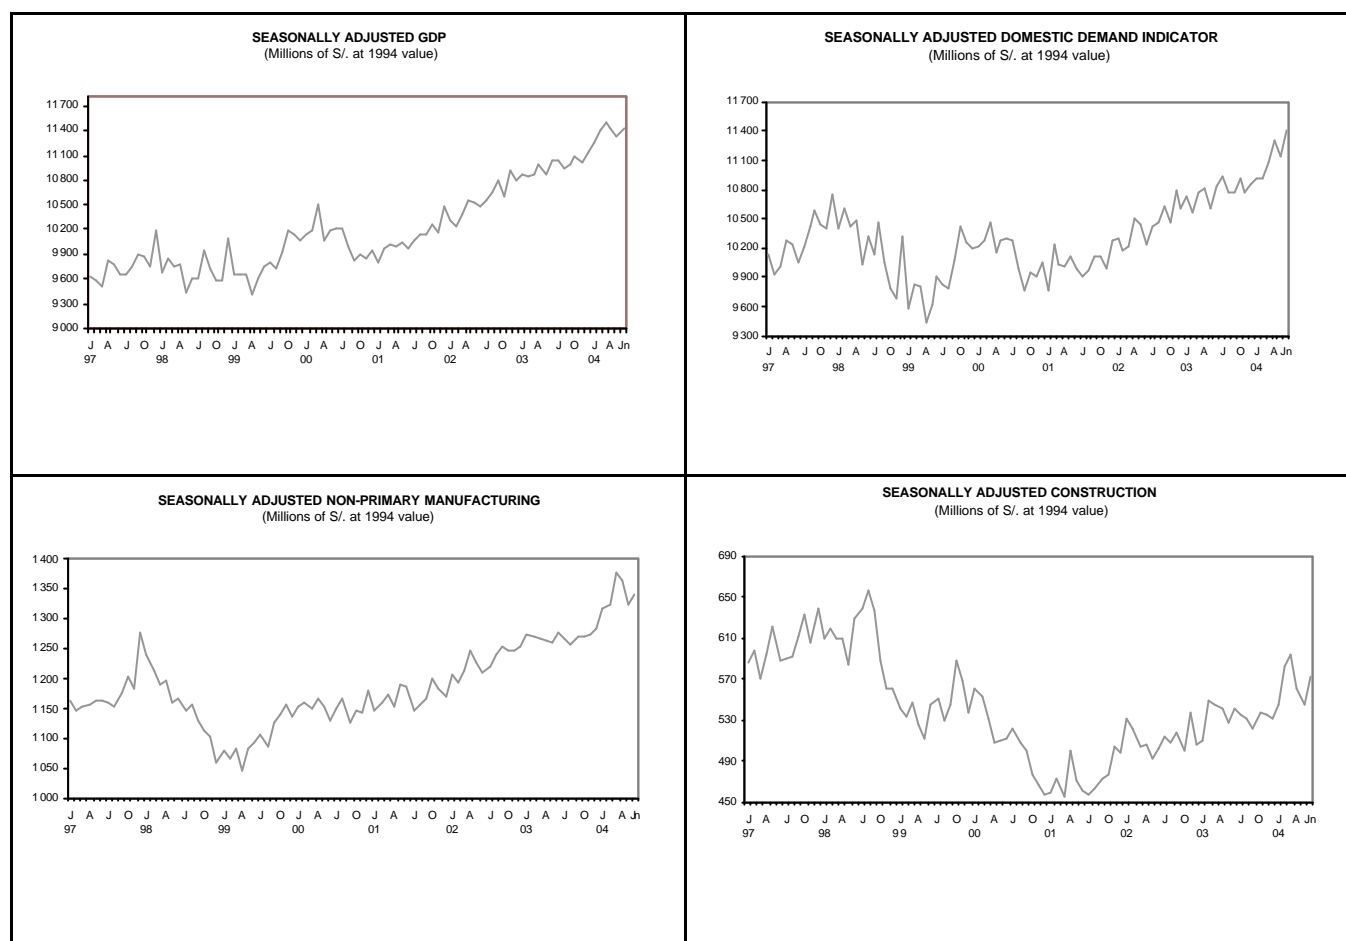 SEASONALLY ADJUSTED GDP
(Millions of S/. at 1994 value)
11 700
11 400
11 100
10 800
10 500
10 200
9 900
9 600
9 300
9 000
J A J O J A J O J A J O J A J O J A J O J A J O J A J O J A Jn
97 98 99 00 01 02 03 04
SEASONALLY ADJUSTED DOMESTIC DEMAND INDICATOR
(Millions of S/. at 1994 value)
11 700
11 400
11 100
10 800
10 500
10 200
9 900
9 600
9 300
J A J O J A J O J A J O J A J O J A J O J A J O J A J O J A Jn
97 98 99 00 01 02 03 04
SEASONALLY ADJUSTED NON-PRIMARY MANUFACTURING
(Millions of S/. at 1994 value)
1 400
1 350
1 300
1 250
1 200
1 150
1 100
1 050
1 000
J A J O J A J O J A J O J A J O J A J O J A J O J A J O J A Jn
97 98 99 00 01 02 03 04
SEASONALLY ADJUSTED CONSTRUCTION
(Millions of S/. at 1994 value)
690
650
610
570
530
490
450
J A J O J A J O J A J O J A J O J A J O J A J O J A J O J A Jn
97 98 99 00 01 02 03 04